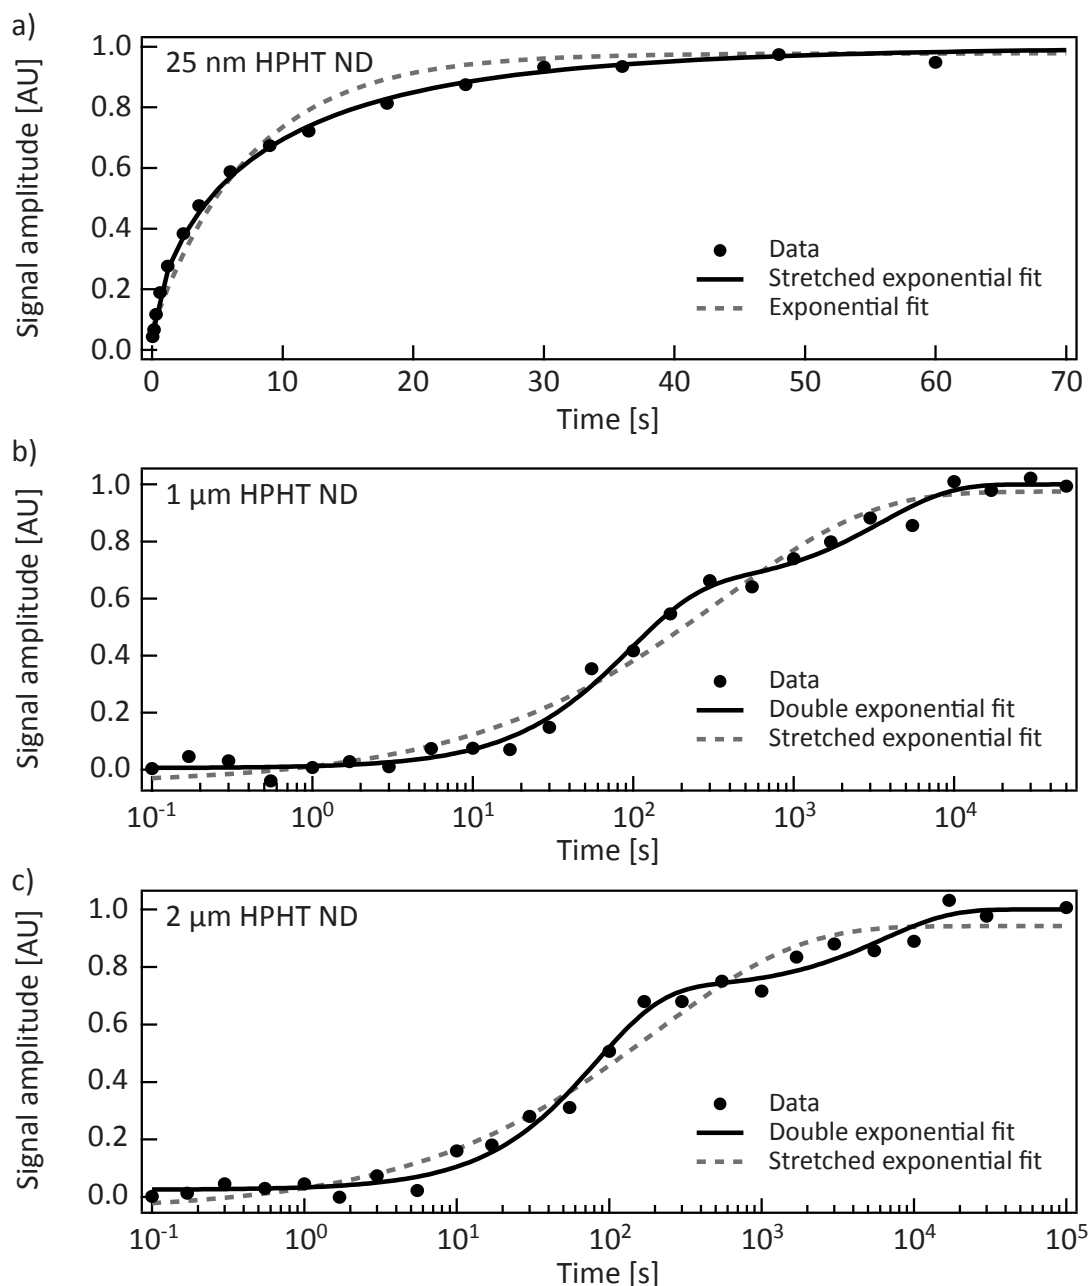 a)
25 nm HPHT ND
Signal amplitude [AU]
1.0
0.8
0.6
0.4
0.2
0.0
Data
Stretched exponential fit
Exponential fit
0 10 20 30 40 50 60 70
Time [s]
b)
1 µm HPHT ND
Signal amplitude [AU]
1.0
0.8
0.6
0.4
0.2
0.0
Data
Double exponential fit
Stretched exponential fit
10⁻¹ 10⁰ 10¹ 10² 10³ 10⁴
Time [s]
c)
2 µm HPHT ND
Signal amplitude [AU]
1.0
0.8
0.6
0.4
0.2
0.0
Data
Double exponential fit
Stretched exponential fit
10⁻¹ 10⁰ 10¹ 10² 10³ 10⁴ 10⁵
Time [s]